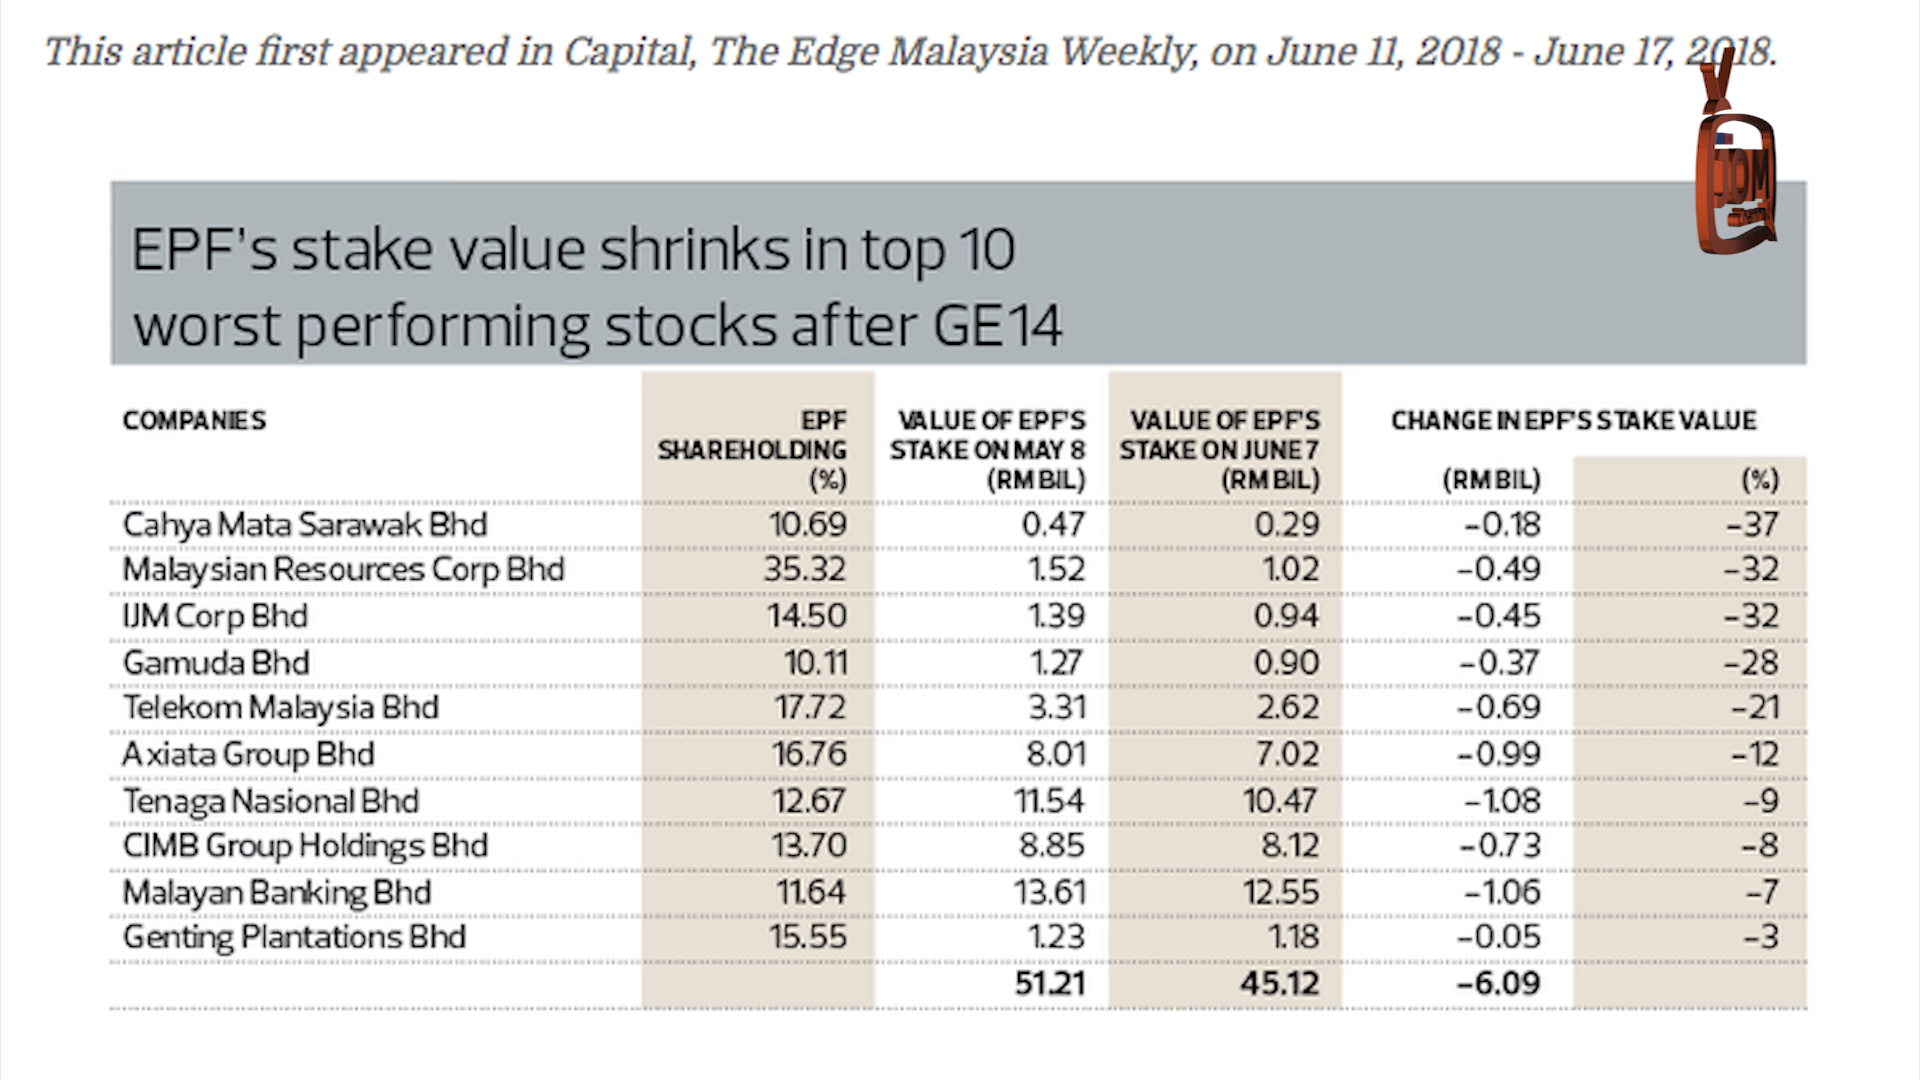 This article first appeared in Capital, The Edge Malaysia Weekly, on June 11, 2018 - June 17, 2018.
JOM
EPF's stake value shrinks in top 10
worst performing stocks after GE14
COMPANIES EPF SHAREHOLDING (%) VALUE OF EPF'S STAKE ON MAY 8 (RM BIL) VALUE OF EPF'S STAKE ON JUNE 7 (RM BIL) CHANGE IN EPF'S STAKE VALUE (RM BIL) (%)
Cahya Mata Sarawak Bhd 10.69 0.47 0.29 -0.18 -37
Malaysian Resources Corp Bhd 35.32 1.52 1.02 -0.49 -32
IJM Corp Bhd 14.50 1.39 0.94 -0.45 -32
Gamuda Bhd 10.11 1.27 0.90 -0.37 -28
Telekom Malaysia Bhd 17.72 3.31 2.62 -0.69 -21
Axiata Group Bhd 16.76 8.01 7.02 -0.99 -12
Tenaga Nasional Bhd 12.67 11.54 10.47 -1.08 -9
CIMB Group Holdings Bhd 13.70 8.85 8.12 -0.73 -8
Malayan Banking Bhd 11.64 13.61 12.55 -1.06 -7
Genting Plantations Bhd 15.55 1.23 1.18 -0.05 -3
51.21 45.12 -6.09